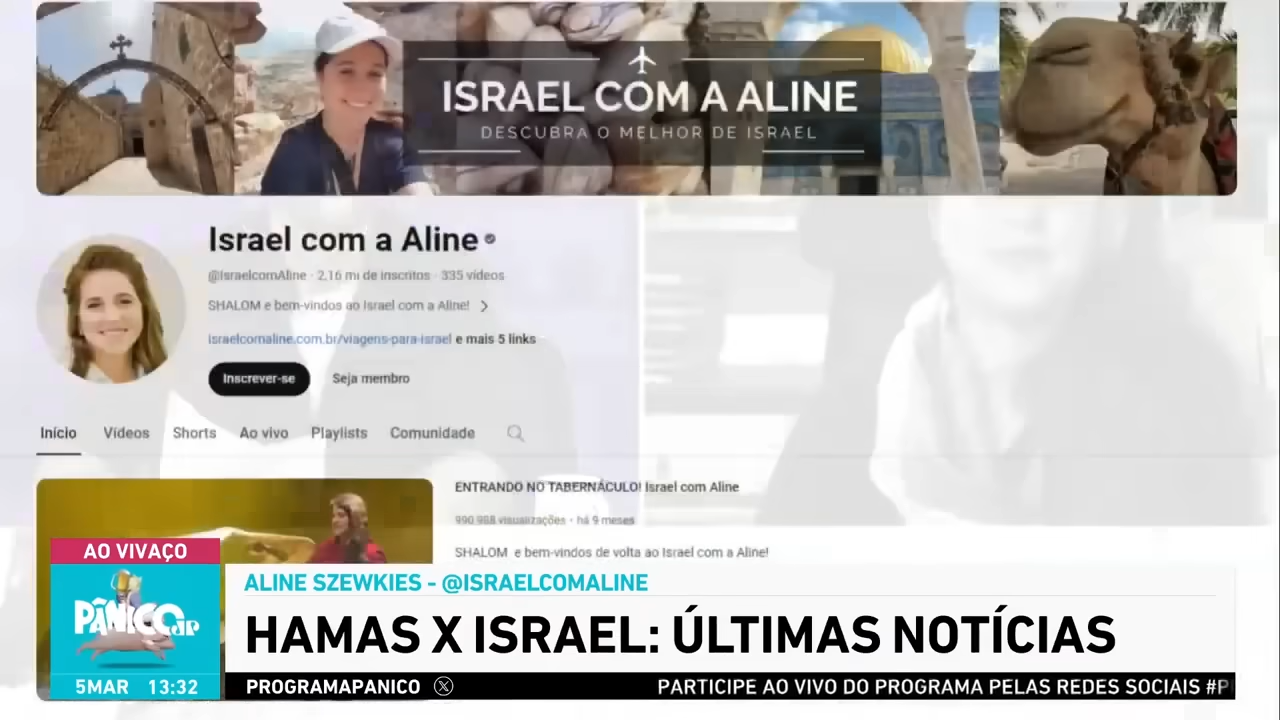 ISRAEL COM A ALINE
DESCUBRA O MELHOR DE ISRAEL
Israel com a Aline
@IsraelcomAline · 2,16 mi de inscritos · 335 vídeos
SHALOM e bem-vindos ao Israel com a Aline!
israelcomaline.com.br/viagens-para-israel e mais 5 links
Inscrever-se
Seja membro
Início Vídeos Shorts Ao vivo Playlists Comunidade
ENTRANDO NO TABERNÁCULO! Israel com Aline
990.988 visualizações • há 9 meses
SHALOM e bem-vindos de volta ao Israel com a Aline!
AO VIVAÇO
PÂNICO JP
5MAR 13:32
ALINE SZEWKIES - @ISRAELCOMALINE
HAMAS X ISRAEL: ÚLTIMAS NOTÍCIAS
PROGRAMAPANICO
PARTICIPE AO VIVO DO PROGRAMA PELAS REDES SOCIAIS #P